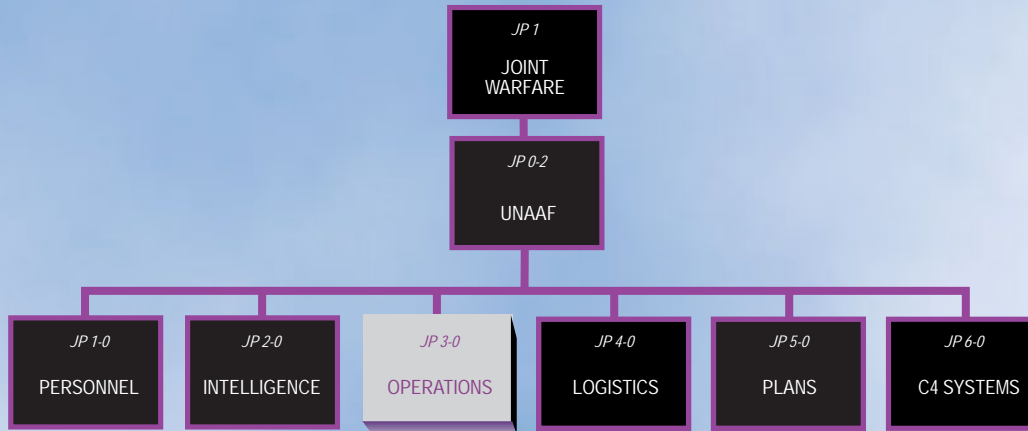 JP 1
JOINT
WARFARE
JP 0-2
UNAAF
JP 1-0
PERSONNEL
JP 2-0
INTELLIGENCE
JP 3-0
OPERATIONS
JP 4-0
LOGISTICS
JP 5-0
PLANS
JP 6-0
C4 SYSTEMS